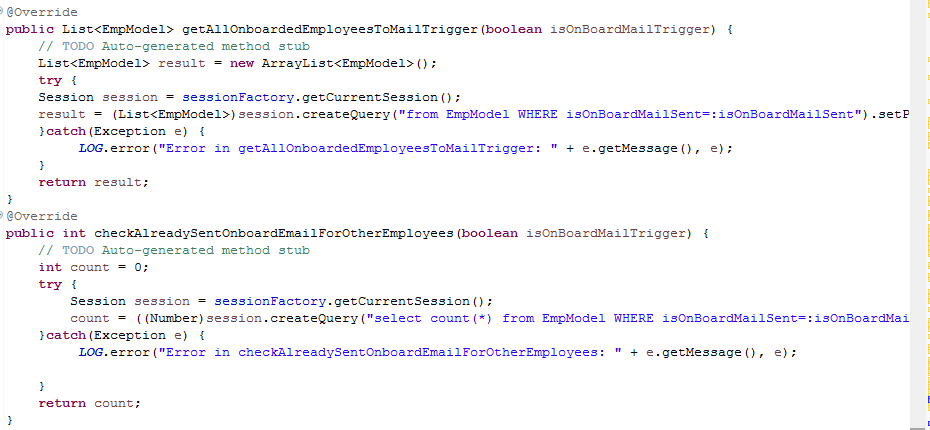 @Override
public List<EmpModel> getAllOnboardedEmployeesToMailTrigger(boolean isOnBoardMailTrigger) {
    // TODO Auto-generated method stub
    List<EmpModel> result = new ArrayList<EmpModel>();
    try {
    Session session = sessionFactory.getCurrentSession();
    result = (List<EmpModel>)session.createQuery("from EmpModel WHERE isOnBoardMailSent=:isOnBoardMailSent").setP
    }catch(Exception e) {
         LOG.error("Error in getAllOnboardedEmployeesToMailTrigger: " + e.getMessage(), e);
    }
    return result;
}
@Override
public int checkAlreadySentOnboardEmailForOtherEmployees(boolean isOnBoardMailTrigger) {
    // TODO Auto-generated method stub
    int count = 0;
    try {
        Session session = sessionFactory.getCurrentSession();
        count = ((Number)session.createQuery("select count(*) from EmpModel WHERE isOnBoardMailSent=:isOnBoardMai
    }catch(Exception e) {
         LOG.error("Error in checkAlreadySentOnboardEmailForOtherEmployees: " + e.getMessage(), e);
    }
    return count;
}